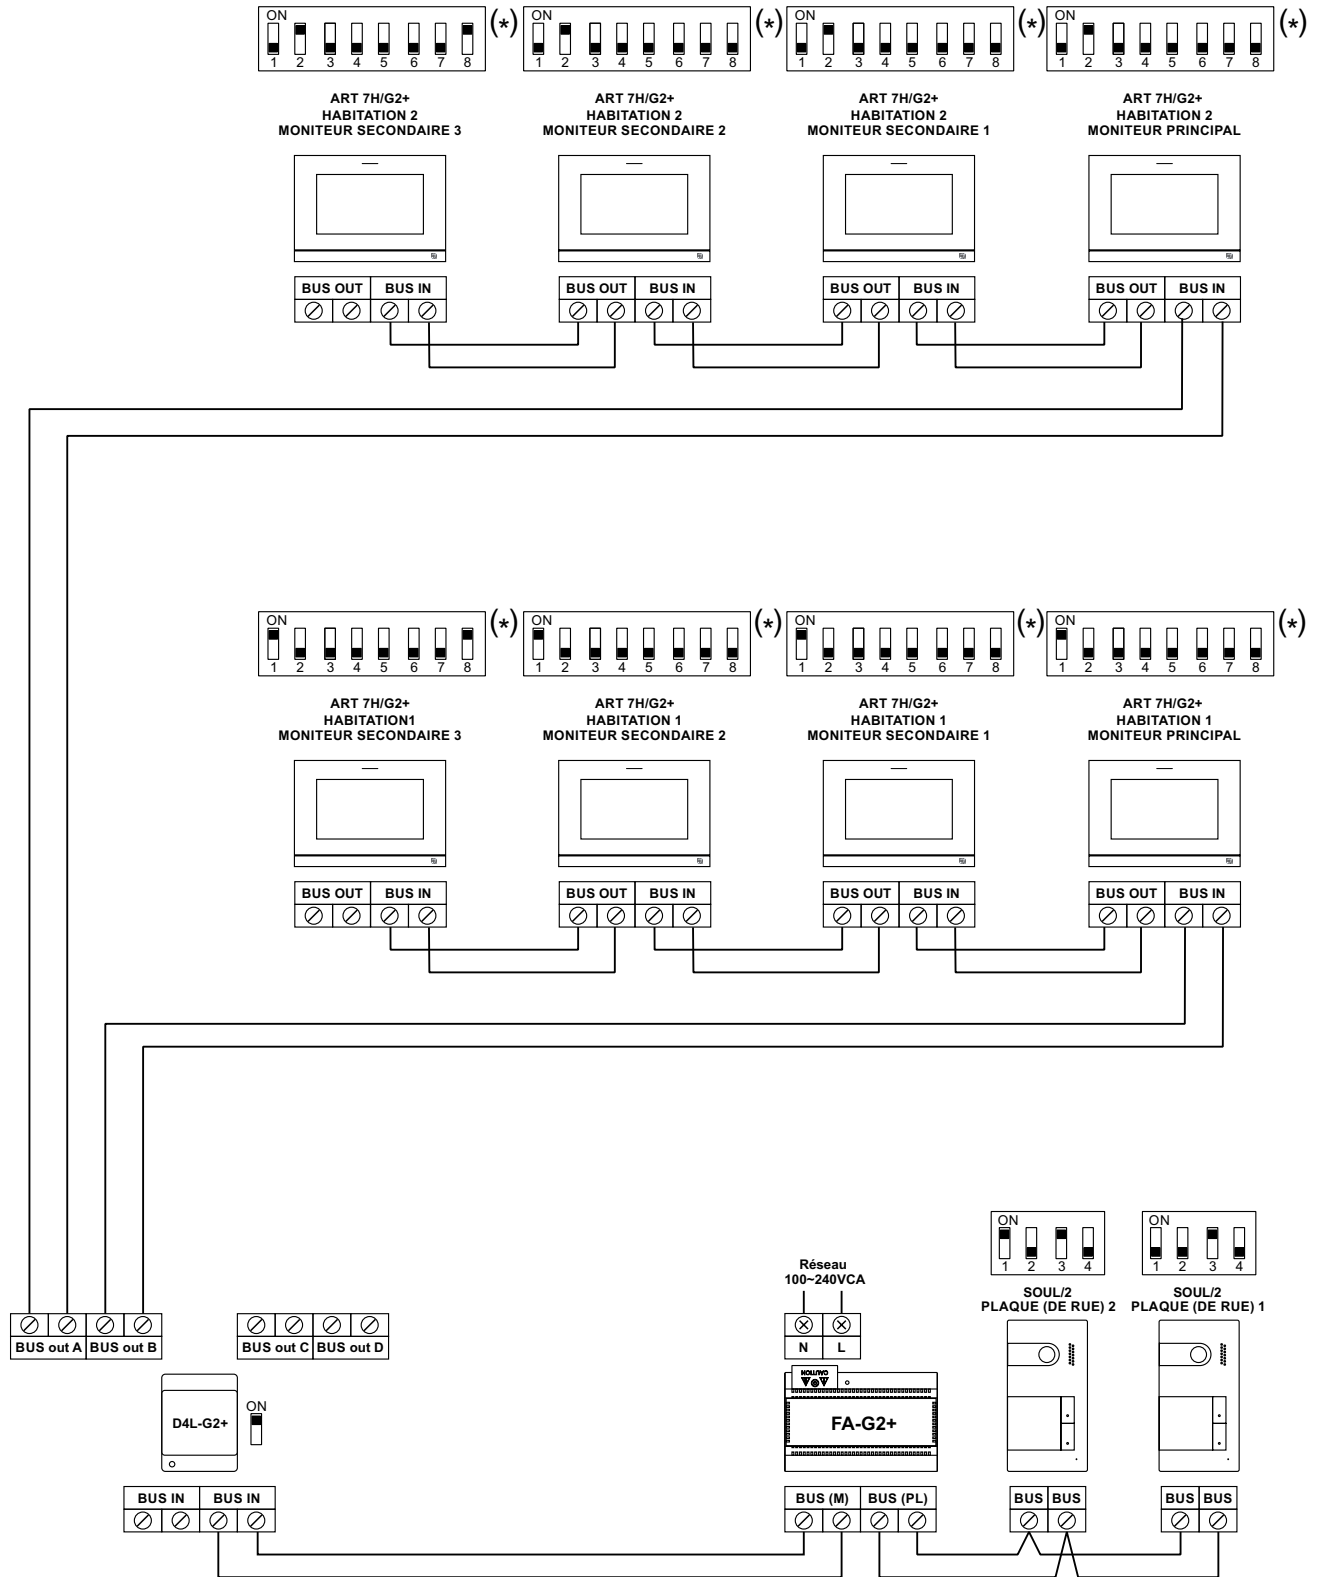 ON (*) ON (*) ON (*) ON (*)
1 2 3 4 5 6 7 8 1 2 3 4 5 6 7 8 1 2 3 4 5 6 7 8 1 2 3 4 5 6 7 8
ART 7H/G2+ ART 7H/G2+ ART 7H/G2+ ART 7H/G2+
HABITATION 2 HABITATION 2 HABITATION 2 HABITATION 2
MONITEUR SECONDAIRE 3 MONITEUR SECONDAIRE 2 MONITEUR SECONDAIRE 1 MONITEUR PRINCIPAL
BUS OUT BUS IN BUS OUT BUS IN BUS OUT BUS IN BUS OUT BUS IN
ON (*) ON (*) ON (*) ON (*)
1 2 3 4 5 6 7 8 1 2 3 4 5 6 7 8 1 2 3 4 5 6 7 8 1 2 3 4 5 6 7 8
ART 7H/G2+ ART 7H/G2+ ART 7H/G2+ ART 7H/G2+
HABITATION1 HABITATION 1 HABITATION 1 HABITATION 1
MONITEUR SECONDAIRE 3 MONITEUR SECONDAIRE 2 MONITEUR SECONDAIRE 1 MONITEUR PRINCIPAL
BUS OUT BUS IN BUS OUT BUS IN BUS OUT BUS IN BUS OUT BUS IN
ON ON
1 2 3 4 1 2 3 4
Réseau
100~240VCA
SOUL/2 SOUL/2
PLAQUE (DE RUE) 2 PLAQUE (DE RUE) 1
BUS out A BUS out B BUS out C BUS out D N L
CAUTION
ON
D4L-G2+ FA-G2+
BUS IN BUS IN BUS (M) BUS (PL) BUS BUS BUS BUS